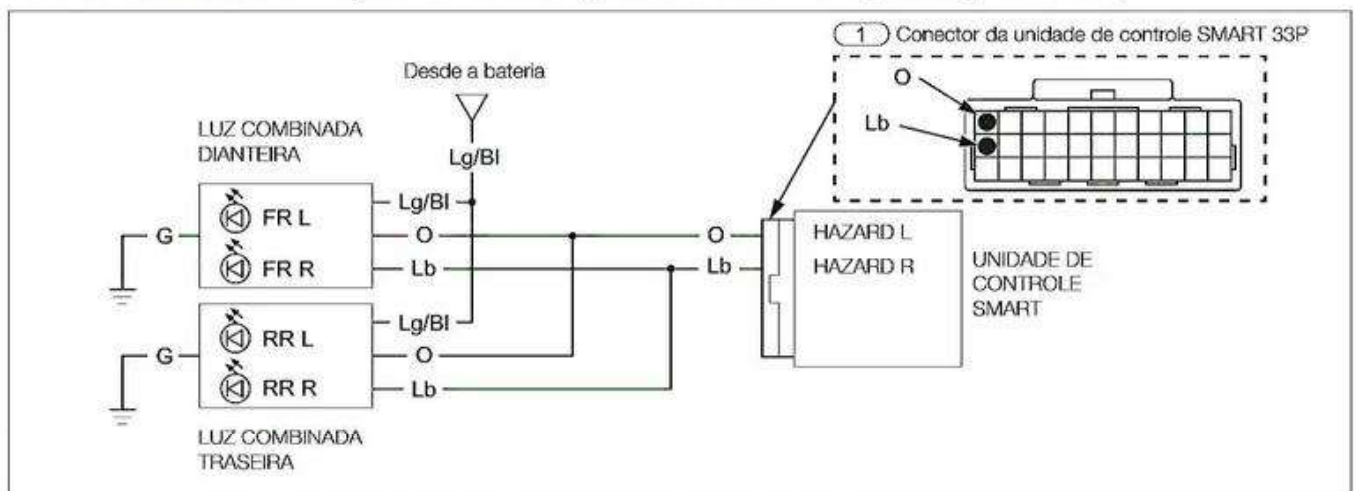 1 Conector da unidade de controle SMART 33P
O
Lb
Desde a bateria
Lg/Bl
LUZ COMBINADA
DIANTEIRA
FR L
FR R
G
Lg/Bl
O
Lb
O
Lb
HAZARD L
HAZARD R
UNIDADE DE
CONTROLE
SMART
RR L
RR R
G
Lg/Bl
O
Lb
LUZ COMBINADA
TRASEIRA